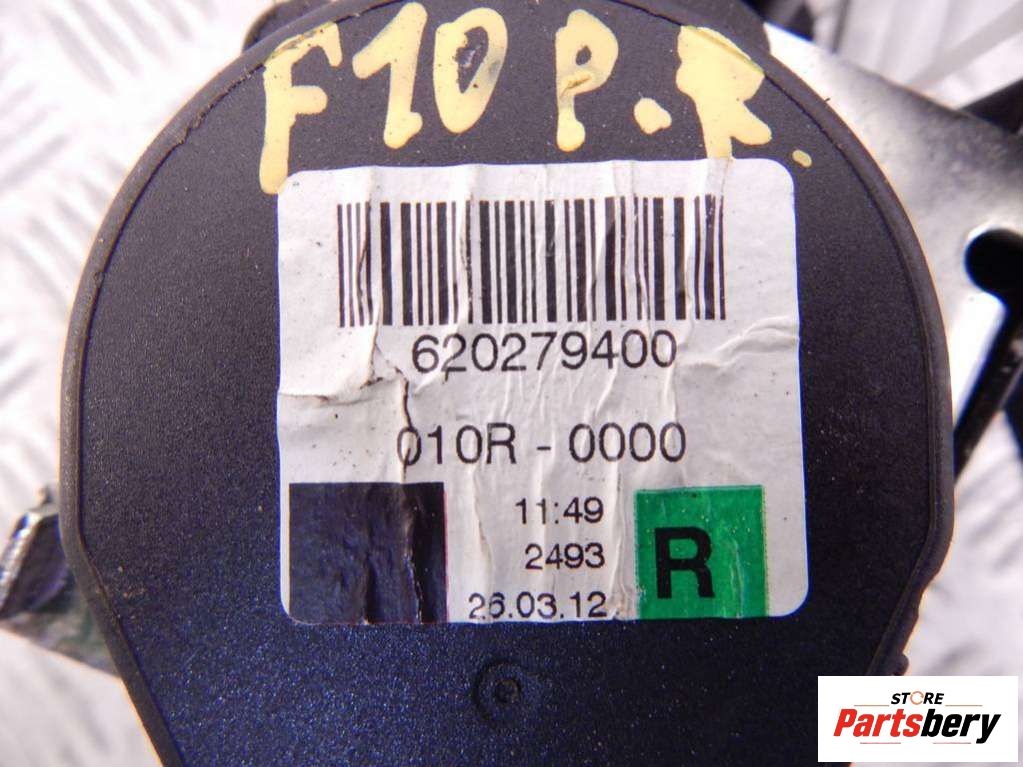 F10 P.R.
620279400
010R - 0000
11:49
2493
26.03.12
R
STORE
Partsbery